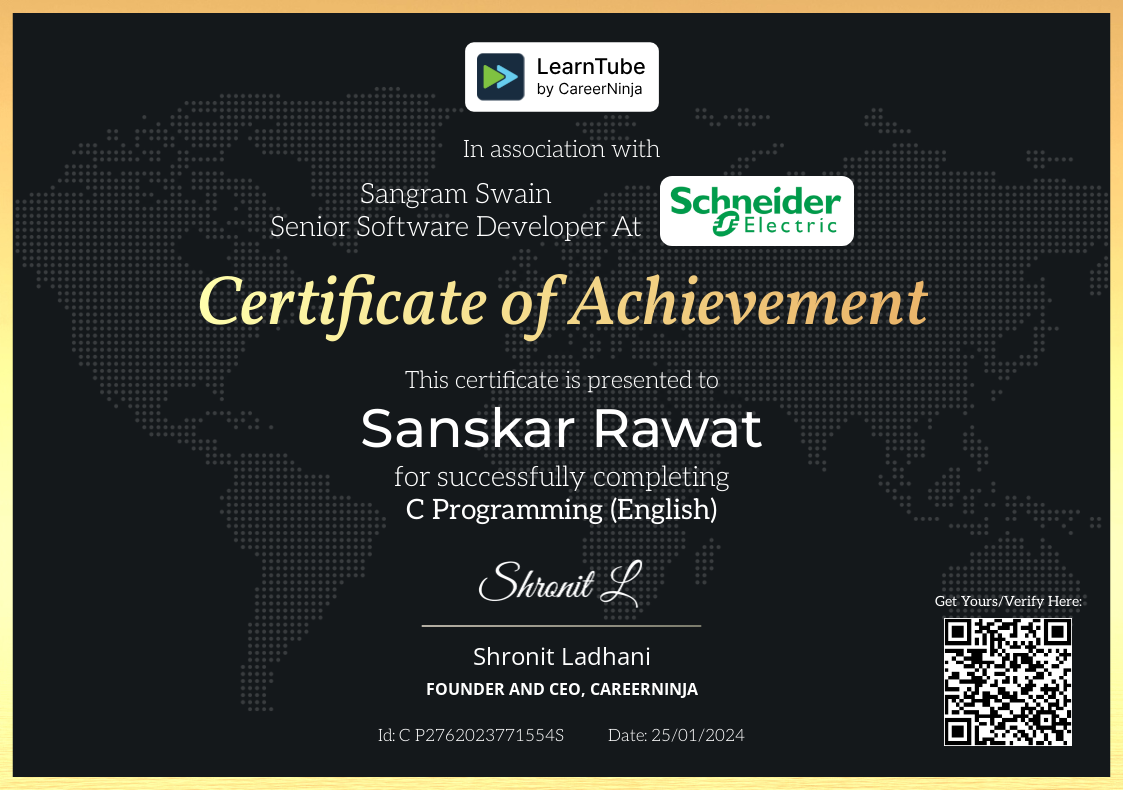 LearnTube
by CareerNinja
In association with
Sangram Swain
Senior Software Developer At
Schneider
Electric
Certificate of Achievement
This certificate is presented to
Sanskar Rawat
for successfully completing
C Programming (English)
Shronit L
Shronit Ladhani
FOUNDER AND CEO, CAREERNINJA
Id: C P2762023771554S Date: 25/01/2024
Get Yours/Verify Here: